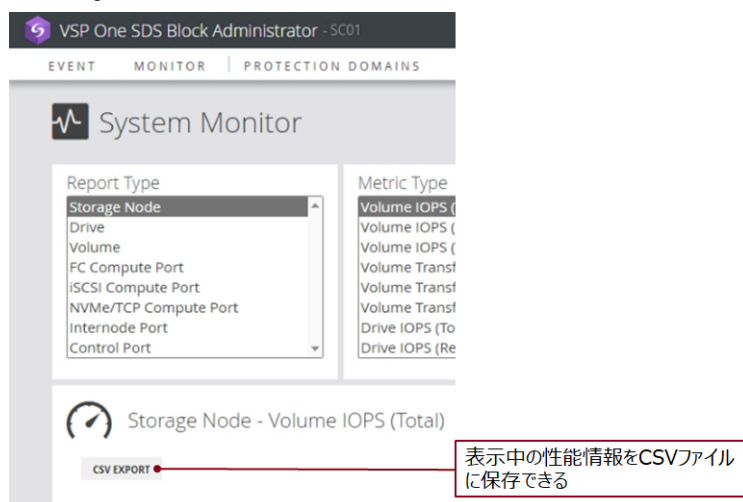 VSP One SDS Block Administrator - SC01
EVENT MONITOR PROTECTION DOMAINS
System Monitor
Report Type
Storage Node
Drive
Volume
FC Compute Port
iSCSI Compute Port
NVMe/TCP Compute Port
Internode Port
Control Port
Metric Type
Volume IOPS (
Volume IOPS (
Volume IOPS (
Volume Transf
Volume Transf
Volume Transf
Drive IOPS (To
Drive IOPS (Re
Storage Node - Volume IOPS (Total)
CSV EXPORT
表示中の性能情報をCSVファイル
に保存できる